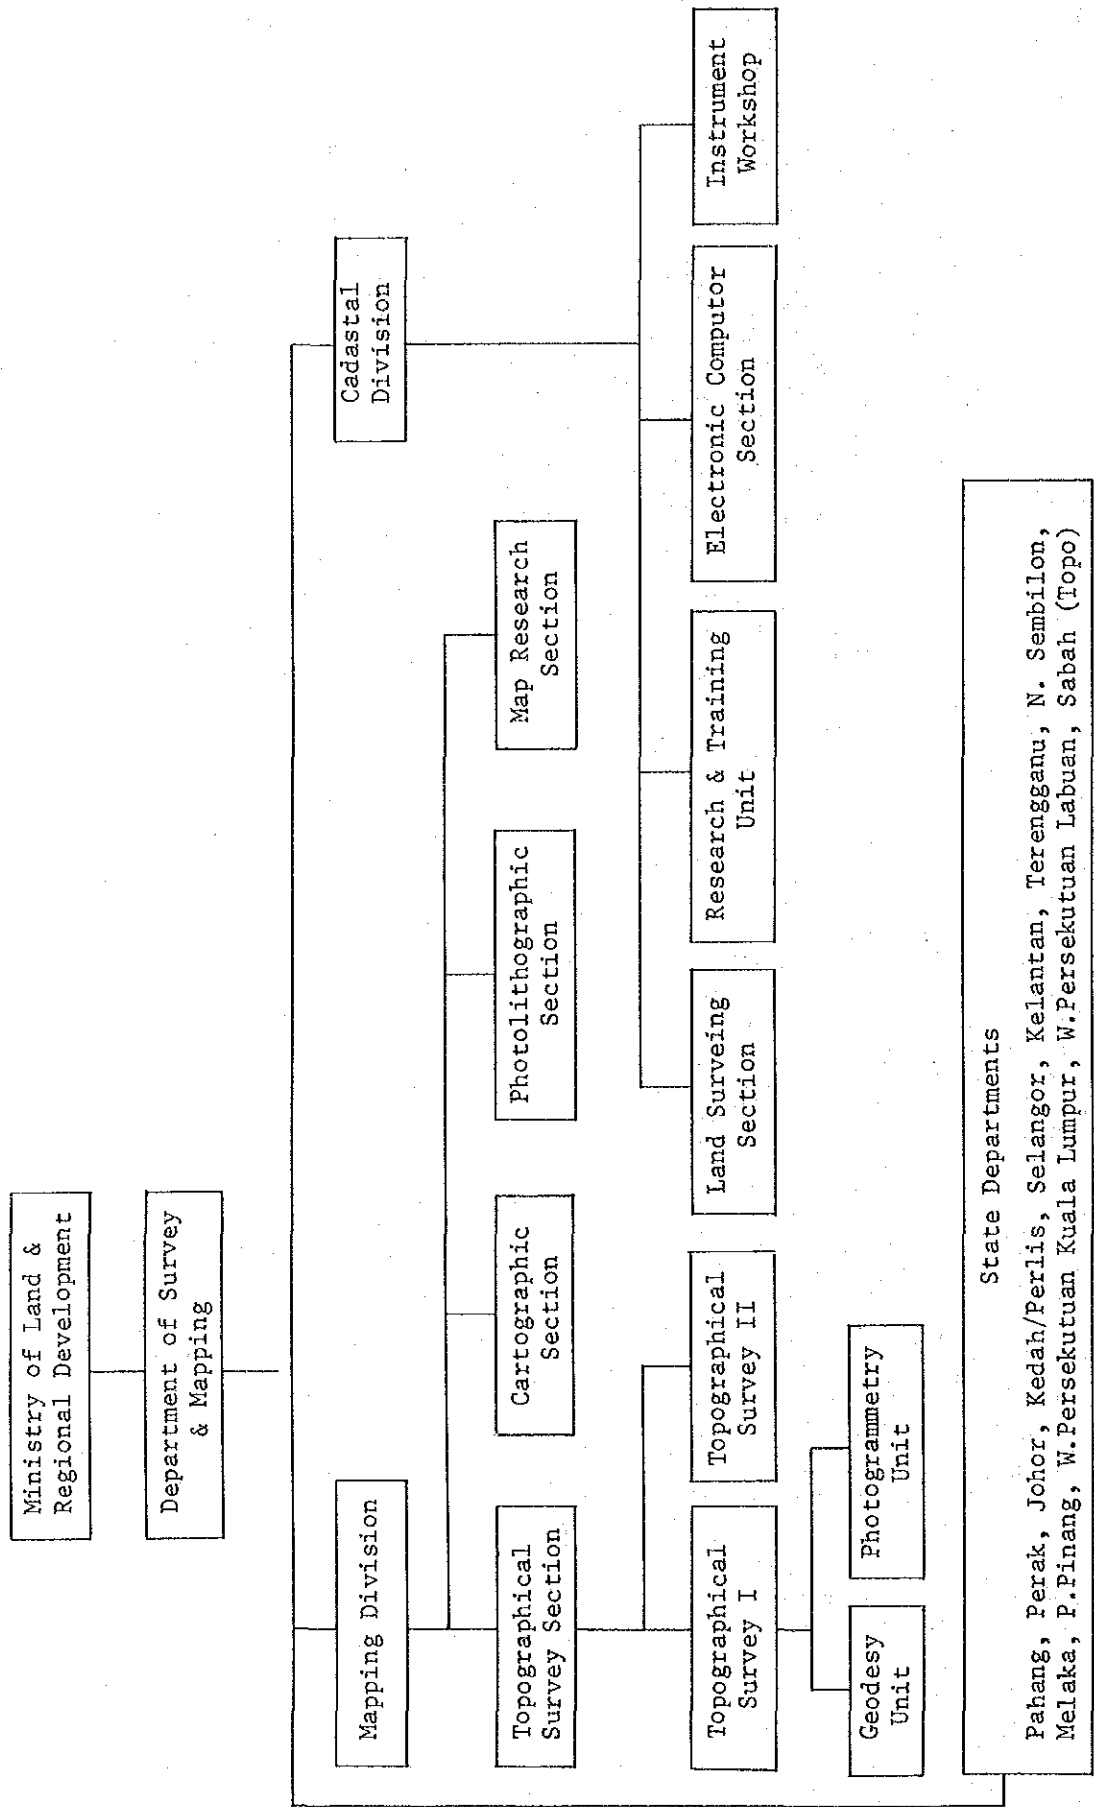 Ministry of Land &
Regional Development
Department of Survey
& Mapping
Mapping Division
Cadastal
Division
Topographical
Survey Section
Cartographic
Section
Photolithographic
Section
Map Research
Section
Topographical
Survey I
Topographical
Survey II
Land Surveing
Section
Research & Training
Unit
Electronic Computor
Section
Instrument
Workshop
Geodesy
Unit
Photogrammetry
Unit
State Departments
Pahang, Perak, Johor, Kedah/Perlis, Selangor, Kelantan, Terengganu, N. Sembilon,
Melaka, P.Pinang, W.Persekutuan Kuala Lumpur, W.Persekutuan Labuan, Sabah (Topo)